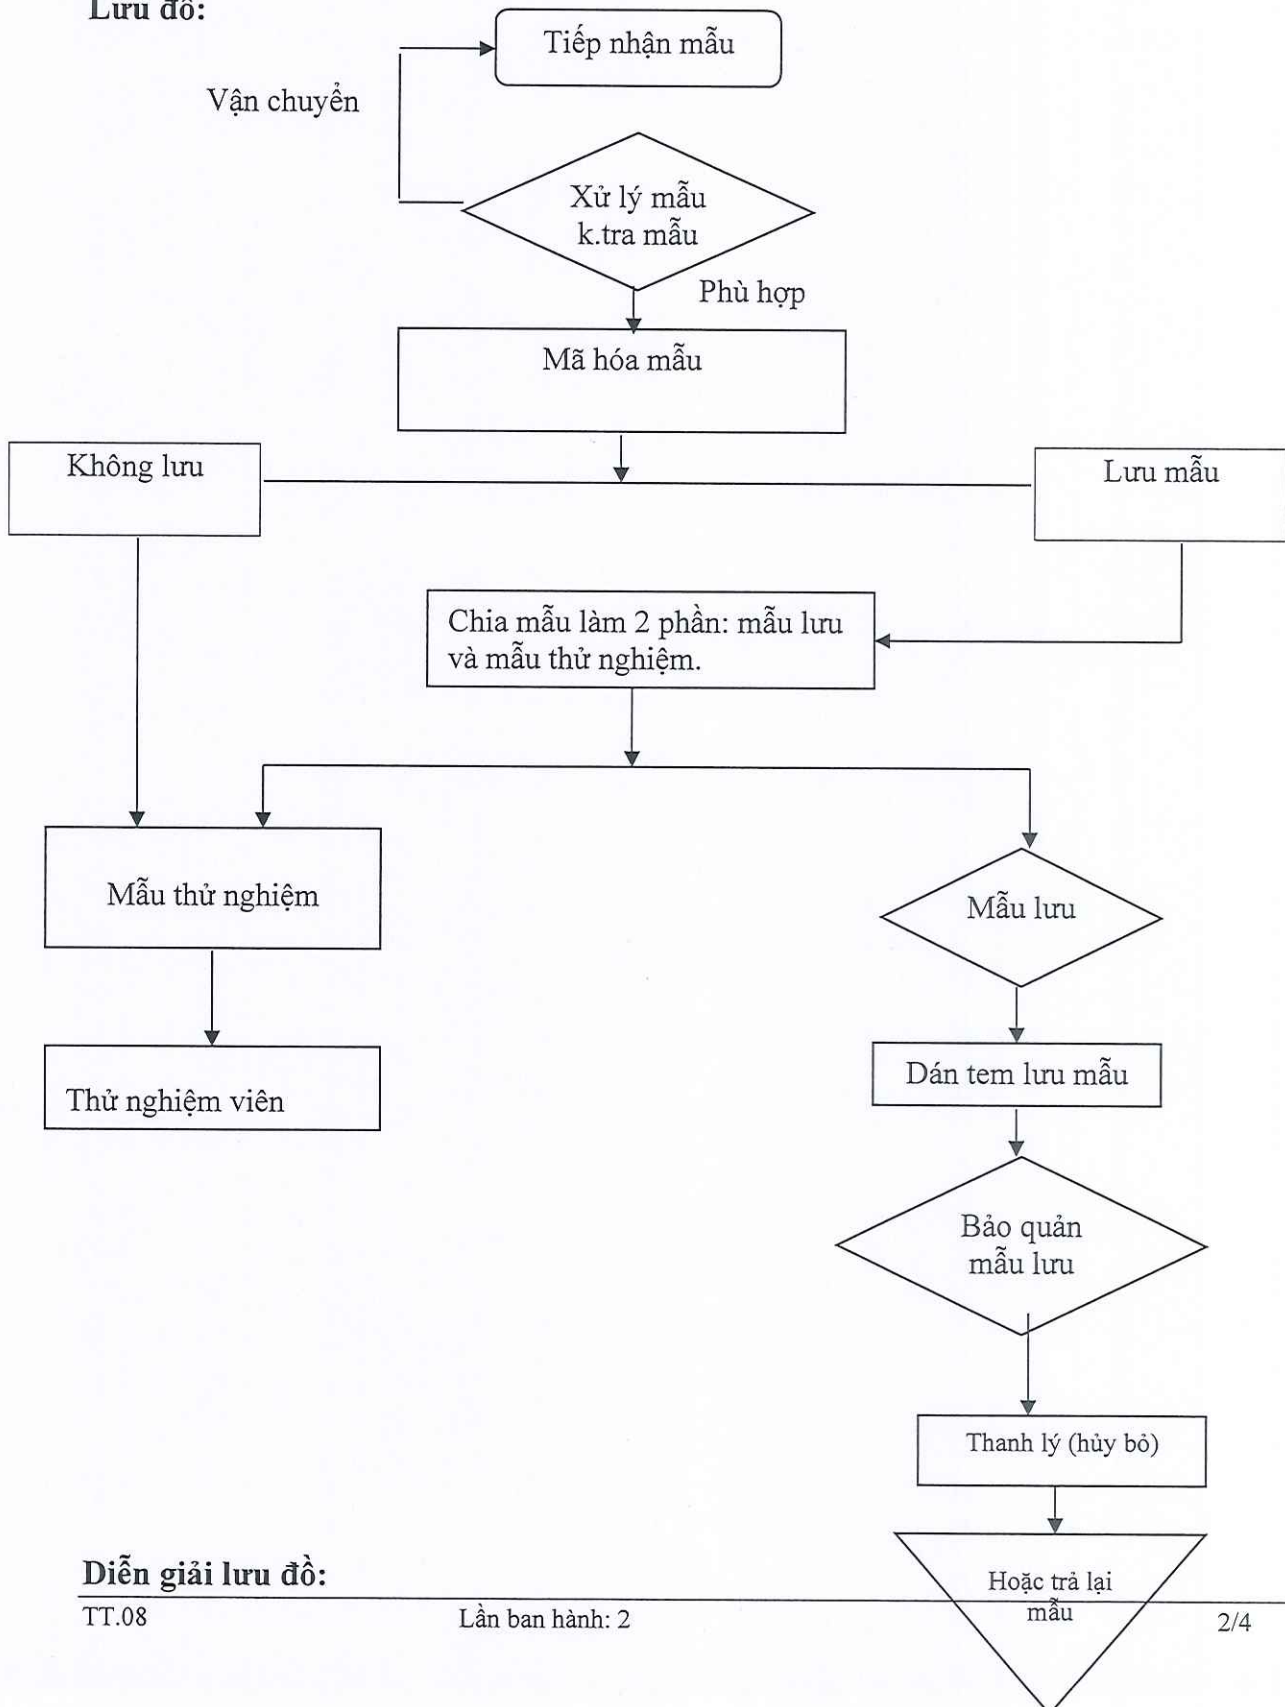 Lưu đồ:
Tiếp nhận mẫu
Vận chuyển
Xử lý mẫu
k.tra mẫu
Phù hợp
Mã hóa mẫu
Không lưu
Lưu mẫu
Chia mẫu làm 2 phần: mẫu lưu
và mẫu thử nghiệm.
Mẫu thử nghiệm
Mẫu lưu
Thử nghiệm viên
Dán tem lưu mẫu
Bảo quản
mẫu lưu
Thanh lý (hủy bỏ)
Hoặc trả lại
mẫu
Diễn giải lưu đồ:
TT.08 Lần ban hành: 2 2/4